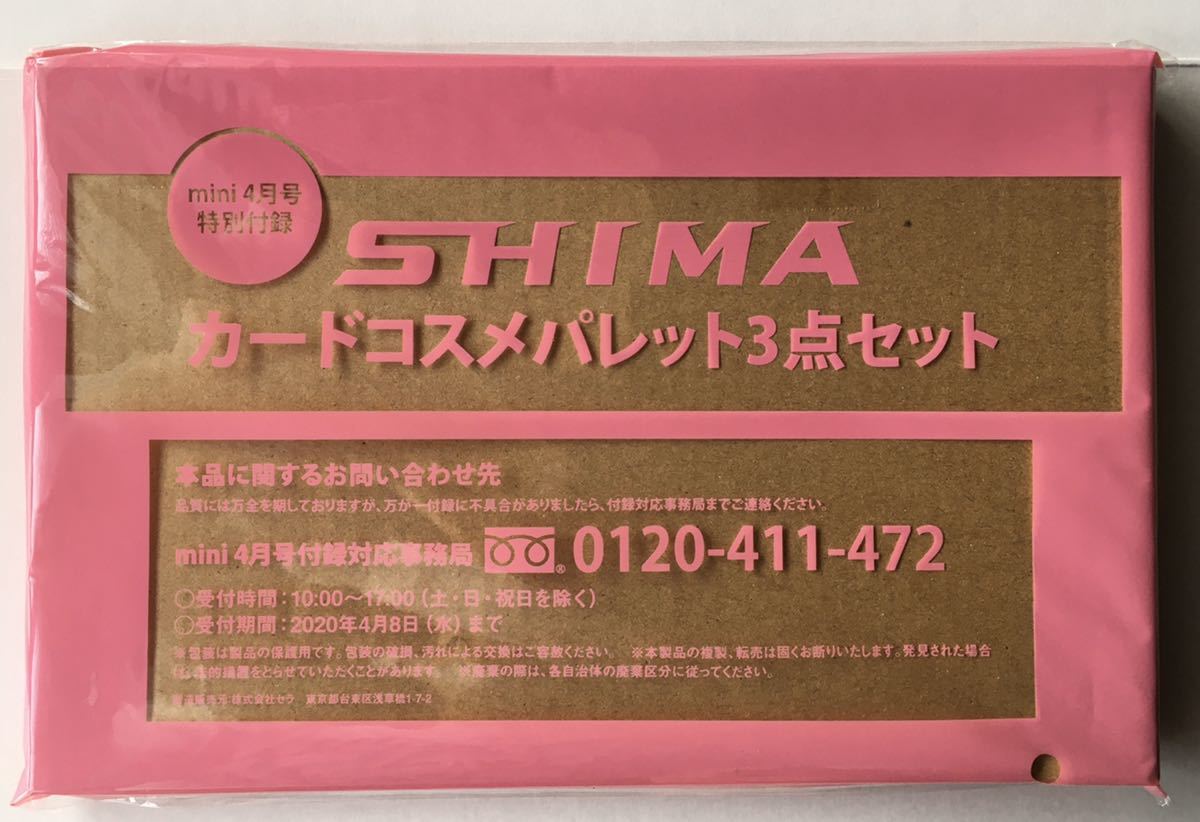 mini 4月号
特別付録
SHIMA
カードコスメパレット3点セット
本品に関するお問い合わせ先
品質には万全を期しておりますが、万が一付録に不具合がありましたら、付録対応事務局までご連絡ください。
mini 4月号付録対応事務局 ® 0120-411-472
○受付時間：10:00～17:00（土・日・祝日を除く）
○受付期間：2020年4月8日（水）まで
※包装は製品の保護用です。包装の破損、汚れによる交換はご容赦ください。 ※本製品の複製、転売は固くお断りいたします。発見された場合
は、法的措置をとらせていただくことがあります。 ※廃棄の際は、各自治体の廃棄区分に従ってください。
製造販売元：株式会社セラ 東京都台東区浅草橋1-7-2